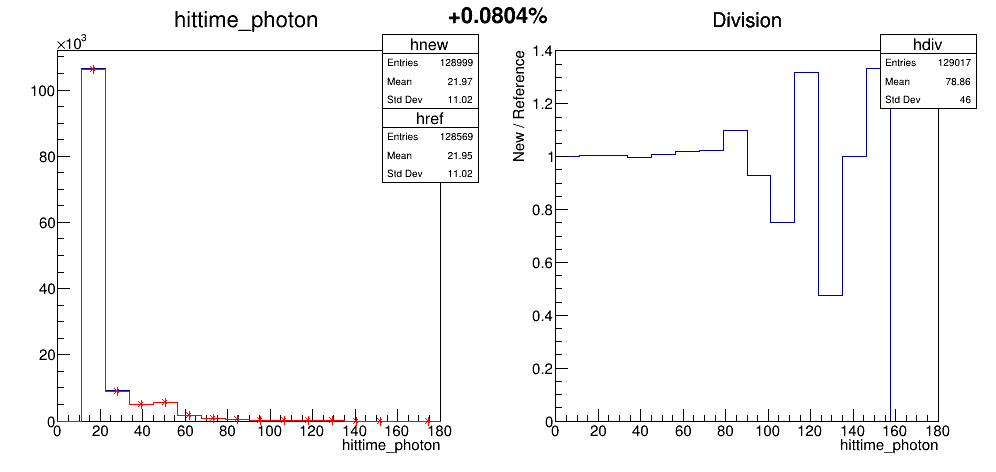 hittime_photon
+0.0804%
Division
×10³
hnew
Entries 128999
Mean 21.97
Std Dev 11.02
href
Entries 128569
Mean 21.95
Std Dev 11.02
100
80
60
40
20
0
0 20 40 60 80 100 120 140 160 180
hittime_photon
hdiv
Entries 129017
Mean 78.86
Std Dev 46
New / Reference
1.4
1.2
1
0.8
0.6
0.4
0.2
0
0 20 40 60 80 100 120 140 160 180
hittime_photon